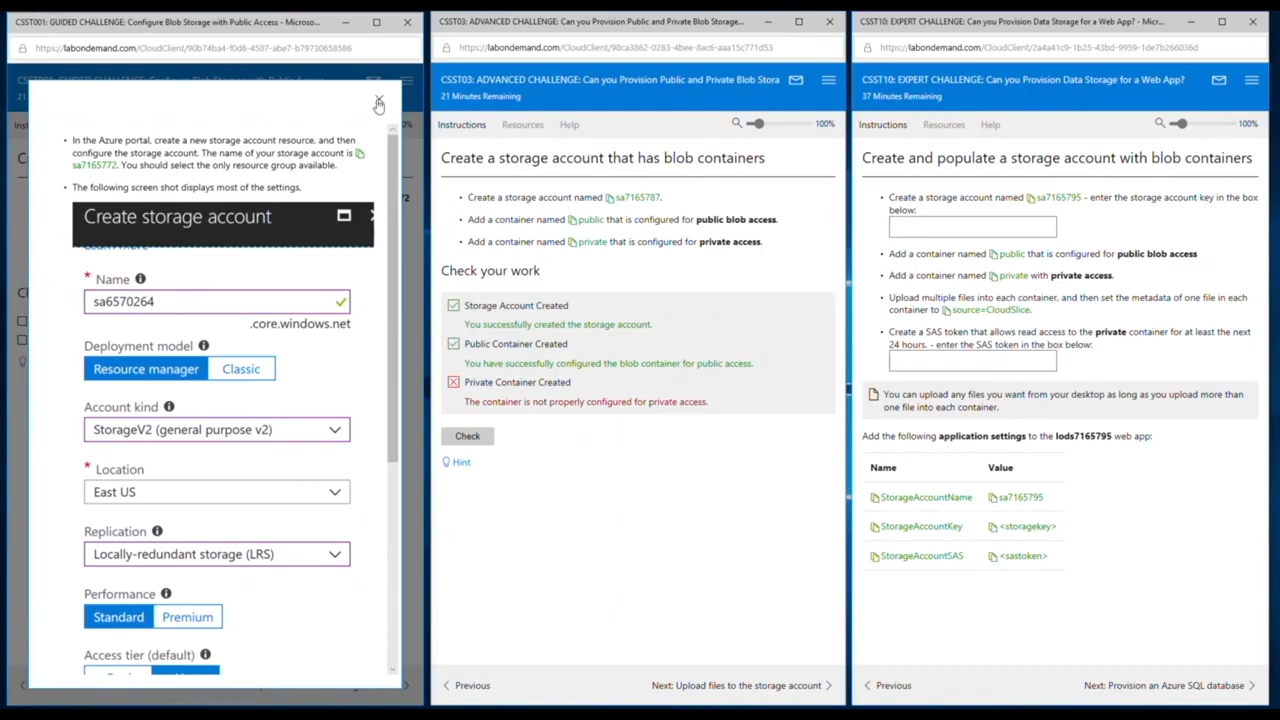 CSST001: GUIDED CHALLENGE: Configure Blob Storage with Public Access - Microso...
https://labondemand.com/CloudClient/90b74ba4-f0d6-4507-abe7-b79730658586
CSST001: GUIDED CHALLENGE: Configure Blob Storage with Public Access
21
Inst
0%
In the Azure portal, create a new storage account resource, and then
configure the storage account. The name of your storage account is
sa7165772. You should select the only resource group available.
The following screen shot displays most of the settings.
Create storage account
* Name
sa6570264
.core.windows.net
Deployment model
Resource manager Classic
Account kind
StorageV2 (general purpose v2)
* Location
East US
Replication
Locally-redundant storage (LRS)
Performance
Standard Premium
Access tier (default)
CSST03: ADVANCED CHALLENGE: Can you Provision Public and Private Blob Storage...
https://labondemand.com/CloudClient/98ca3862-0283-4bee-8ac6-aaa15c771d53
CSST03: ADVANCED CHALLENGE: Can you Provision Public and Private Blob Stora
21 Minutes Remaining
Instructions Resources Help 100%
Create a storage account that has blob containers
Create a storage account named sa7165787.
Add a container named public that is configured for public blob access.
Add a container named private that is configured for private access.
Check your work
Storage Account Created
You successfully created the storage account.
Public Container Created
You have successfully configured the blob container for public access.
Private Container Created
The container is not properly configured for private access.
Check
Hint
Previous Next: Upload files to the storage account
CSST10: EXPERT CHALLENGE: Can you Provision Data Storage for a Web App? - Micr...
https://labondemand.com/CloudClient/2a4a41c9-1b25-43bd-9959-1de7b266036d
CSST10: EXPERT CHALLENGE: Can you Provision Data Storage for a Web App?
37 Minutes Remaining
Instructions Resources Help 100%
Create and populate a storage account with blob containers
Create a storage account named sa7165795 - enter the storage account key in the box
below:
Add a container named public that is configured for public blob access
Add a container named private with private access.
Upload multiple files into each container, and then set the metadata of one file in each
container to source=CloudSlice.
Create a SAS token that allows read access to the private container for at least the next
24 hours. - enter the SAS token in the box below:
You can upload any files you want from your desktop as long as you upload more than
one file into each container.
Add the following application settings to the lods7165795 web app:
Name Value
StorageAccountName sa7165795
StorageAccountKey <storagekey>
StorageAccountSAS <sastoken>
Previous Next: Provision an Azure SQL database